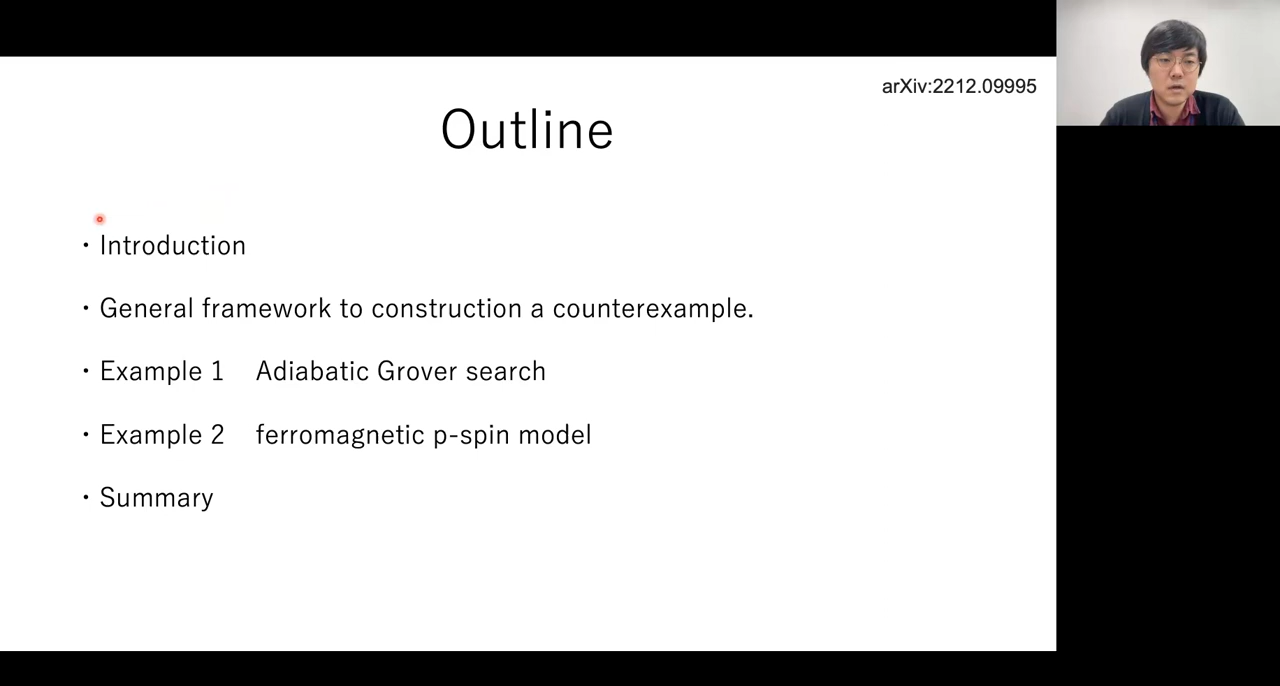 arXiv:2212.09995
Outline
・Introduction
・General framework to construction a counterexample.
・Example 1 Adiabatic Grover search
・Example 2 ferromagnetic p-spin model
・Summary